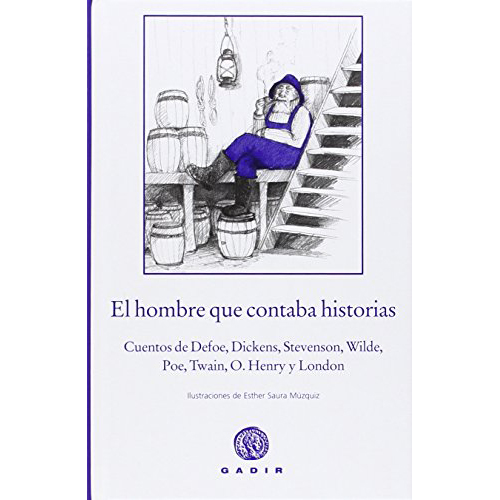 El hombre que contaba historias
Cuentos de Defoe, Dickens, Stevenson, Wilde,
Poe, Twain, O. Henry y London
Ilustraciones de Esther Saura Múzquiz
GADIR